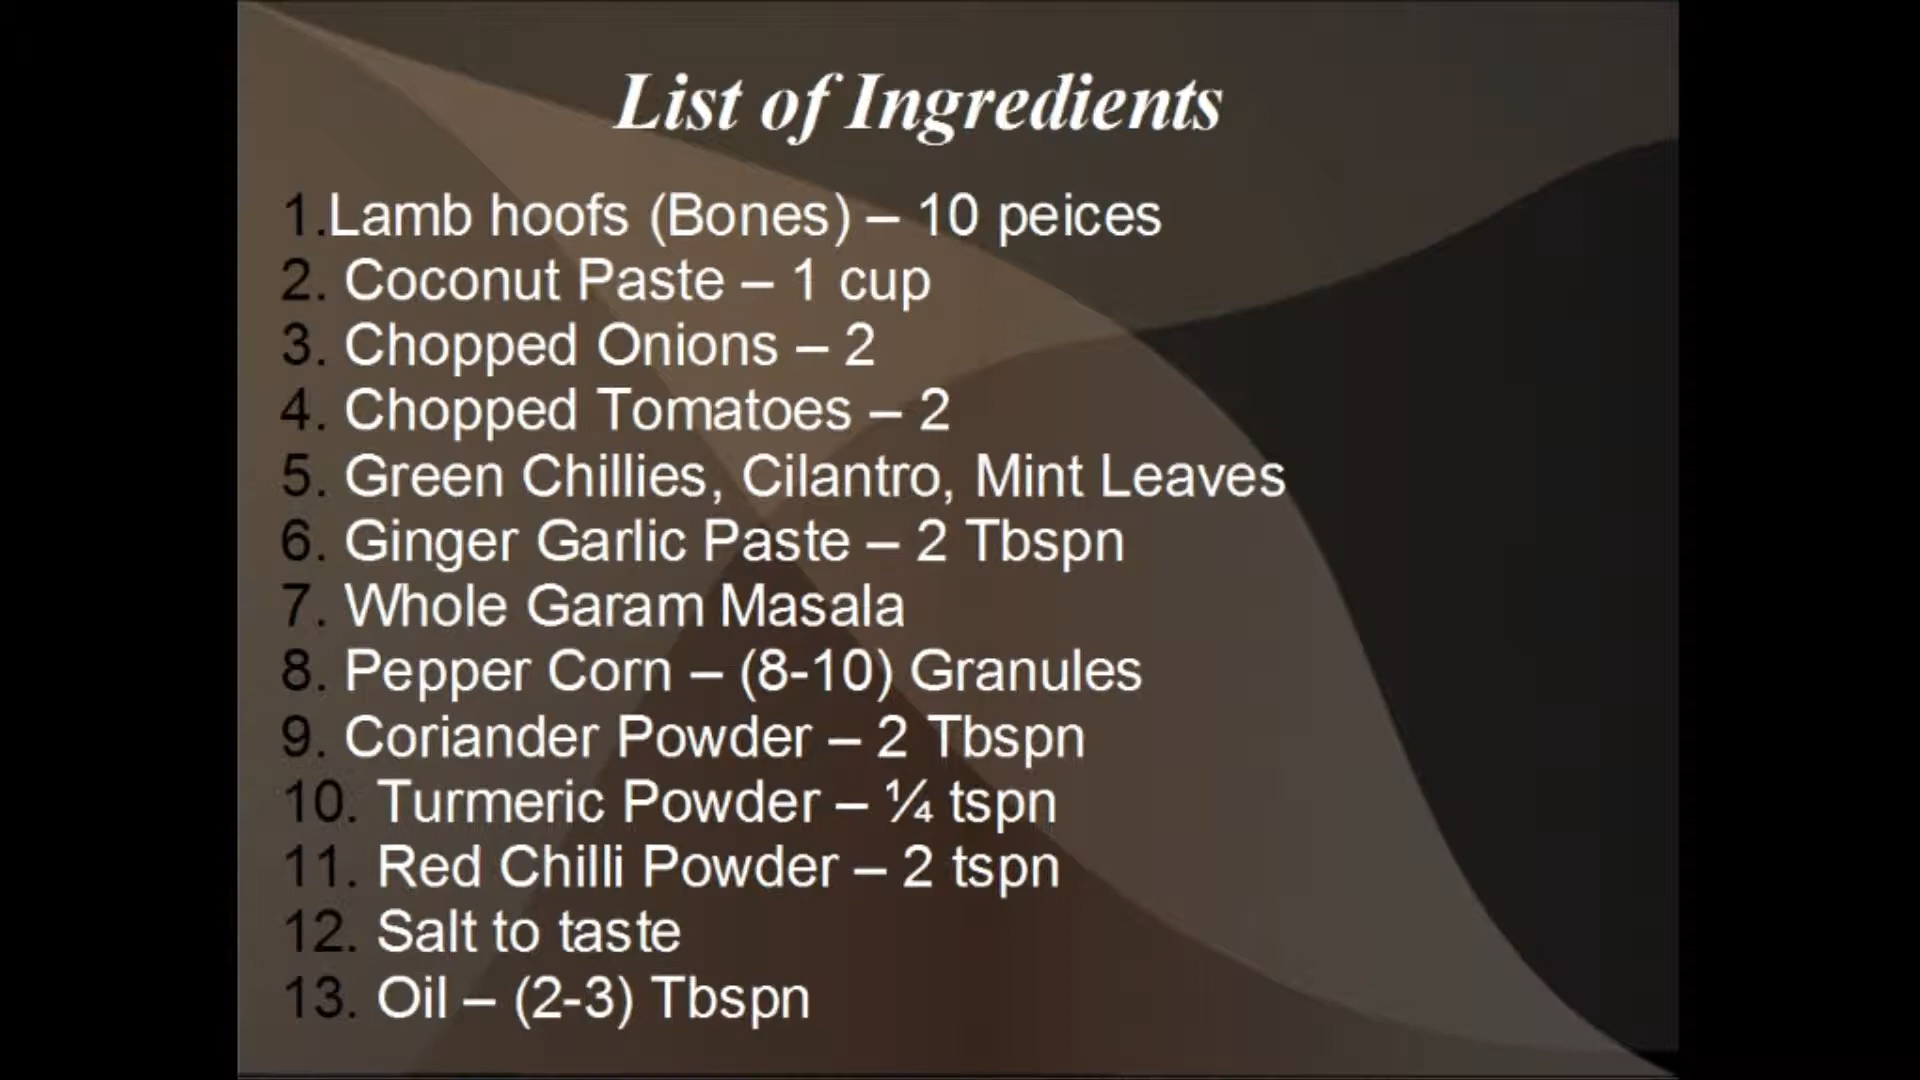 List of Ingredients
1.Lamb hoofs (Bones) – 10 peices
2. Coconut Paste – 1 cup
3. Chopped Onions – 2
4. Chopped Tomatoes – 2
5. Green Chillies, Cilantro, Mint Leaves
6. Ginger Garlic Paste – 2 Tbspn
7. Whole Garam Masala
8. Pepper Corn – (8-10) Granules
9. Coriander Powder – 2 Tbspn
10. Turmeric Powder – ¼ tspn
11. Red Chilli Powder – 2 tspn
12. Salt to taste
13. Oil – (2-3) Tbspn